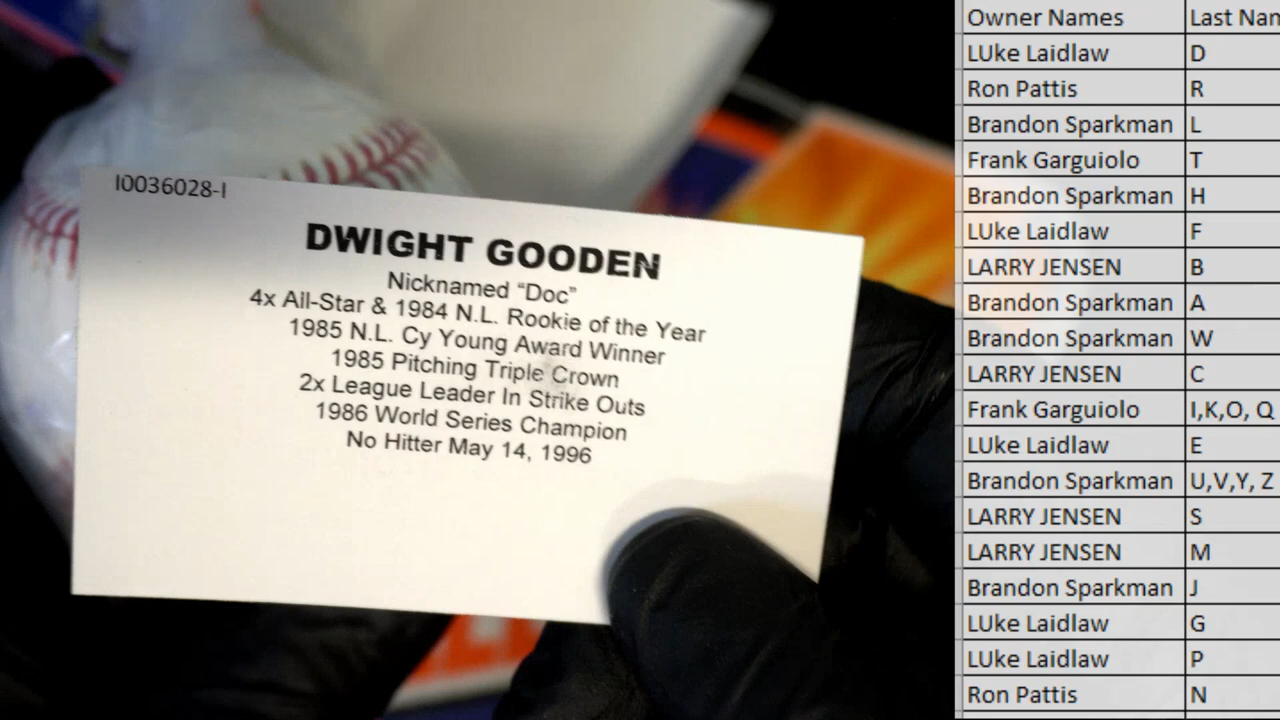 I0036028-I
DWIGHT GOODEN
Nicknamed “Doc”
4x All-Star & 1984 N.L. Rookie of the Year
1985 N.L. Cy Young Award Winner
1985 Pitching Triple Crown
2x League Leader In Strike Outs
1986 World Series Champion
No Hitter May 14, 1996
Owner Names Last Nan
LUke Laidlaw D
Ron Pattis R
Brandon Sparkman L
Frank Garguiolo T
Brandon Sparkman H
LUke Laidlaw F
LARRY JENSEN B
Brandon Sparkman A
Brandon Sparkman W
LARRY JENSEN C
Frank Garguiolo I,K,O, Q
LUke Laidlaw E
Brandon Sparkman U,V,Y, Z
LARRY JENSEN S
LARRY JENSEN M
Brandon Sparkman J
LUke Laidlaw G
LUke Laidlaw P
Ron Pattis N